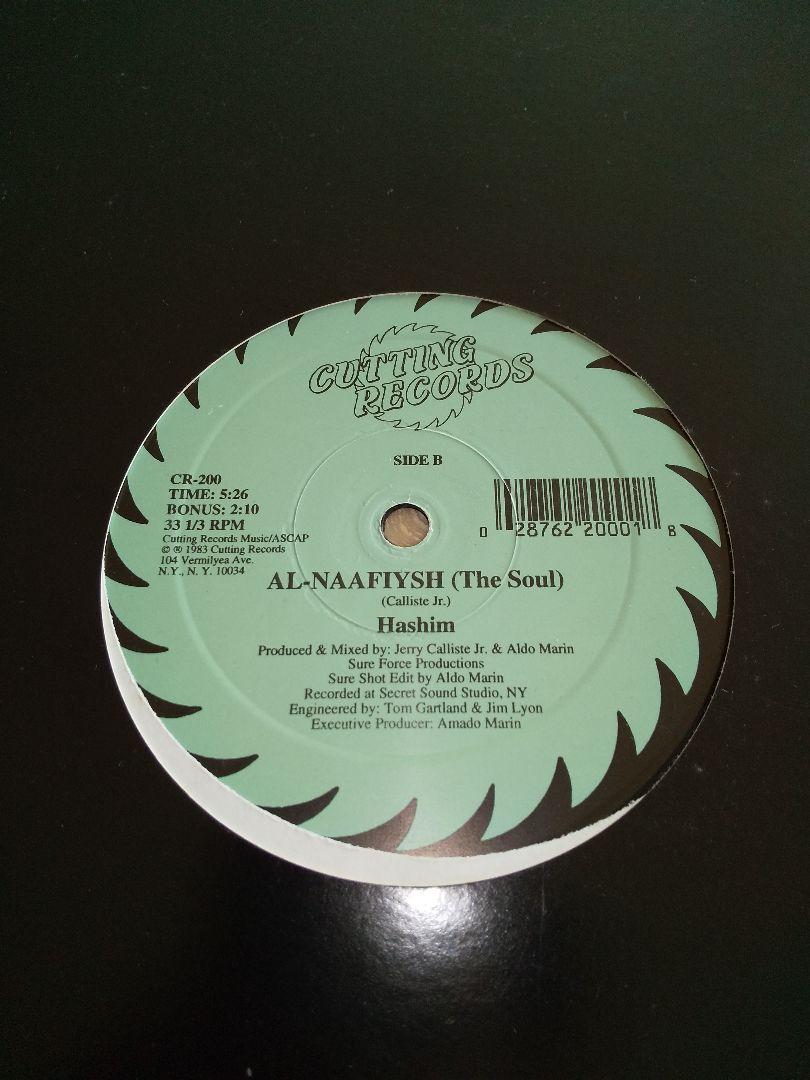 CUTTING
RECORDS
SIDE B
CR-200
TIME: 5:26
BONUS: 2:10
33 1/3 RPM
Cutting Records Music/ASCAP
© ℗ 1983 Cutting Records
104 Vermilyea Ave.
N.Y., N. Y. 10034
0 28762 20001 8
AL-NAAFIYSH (The Soul)
(Calliste Jr.)
Hashim
Produced & Mixed by: Jerry Calliste Jr. & Aldo Marin
Sure Force Productions
Sure Shot Edit by Aldo Marin
Recorded at Secret Sound Studio, NY
Engineered by: Tom Gartland & Jim Lyon
Executive Producer: Amado Marin